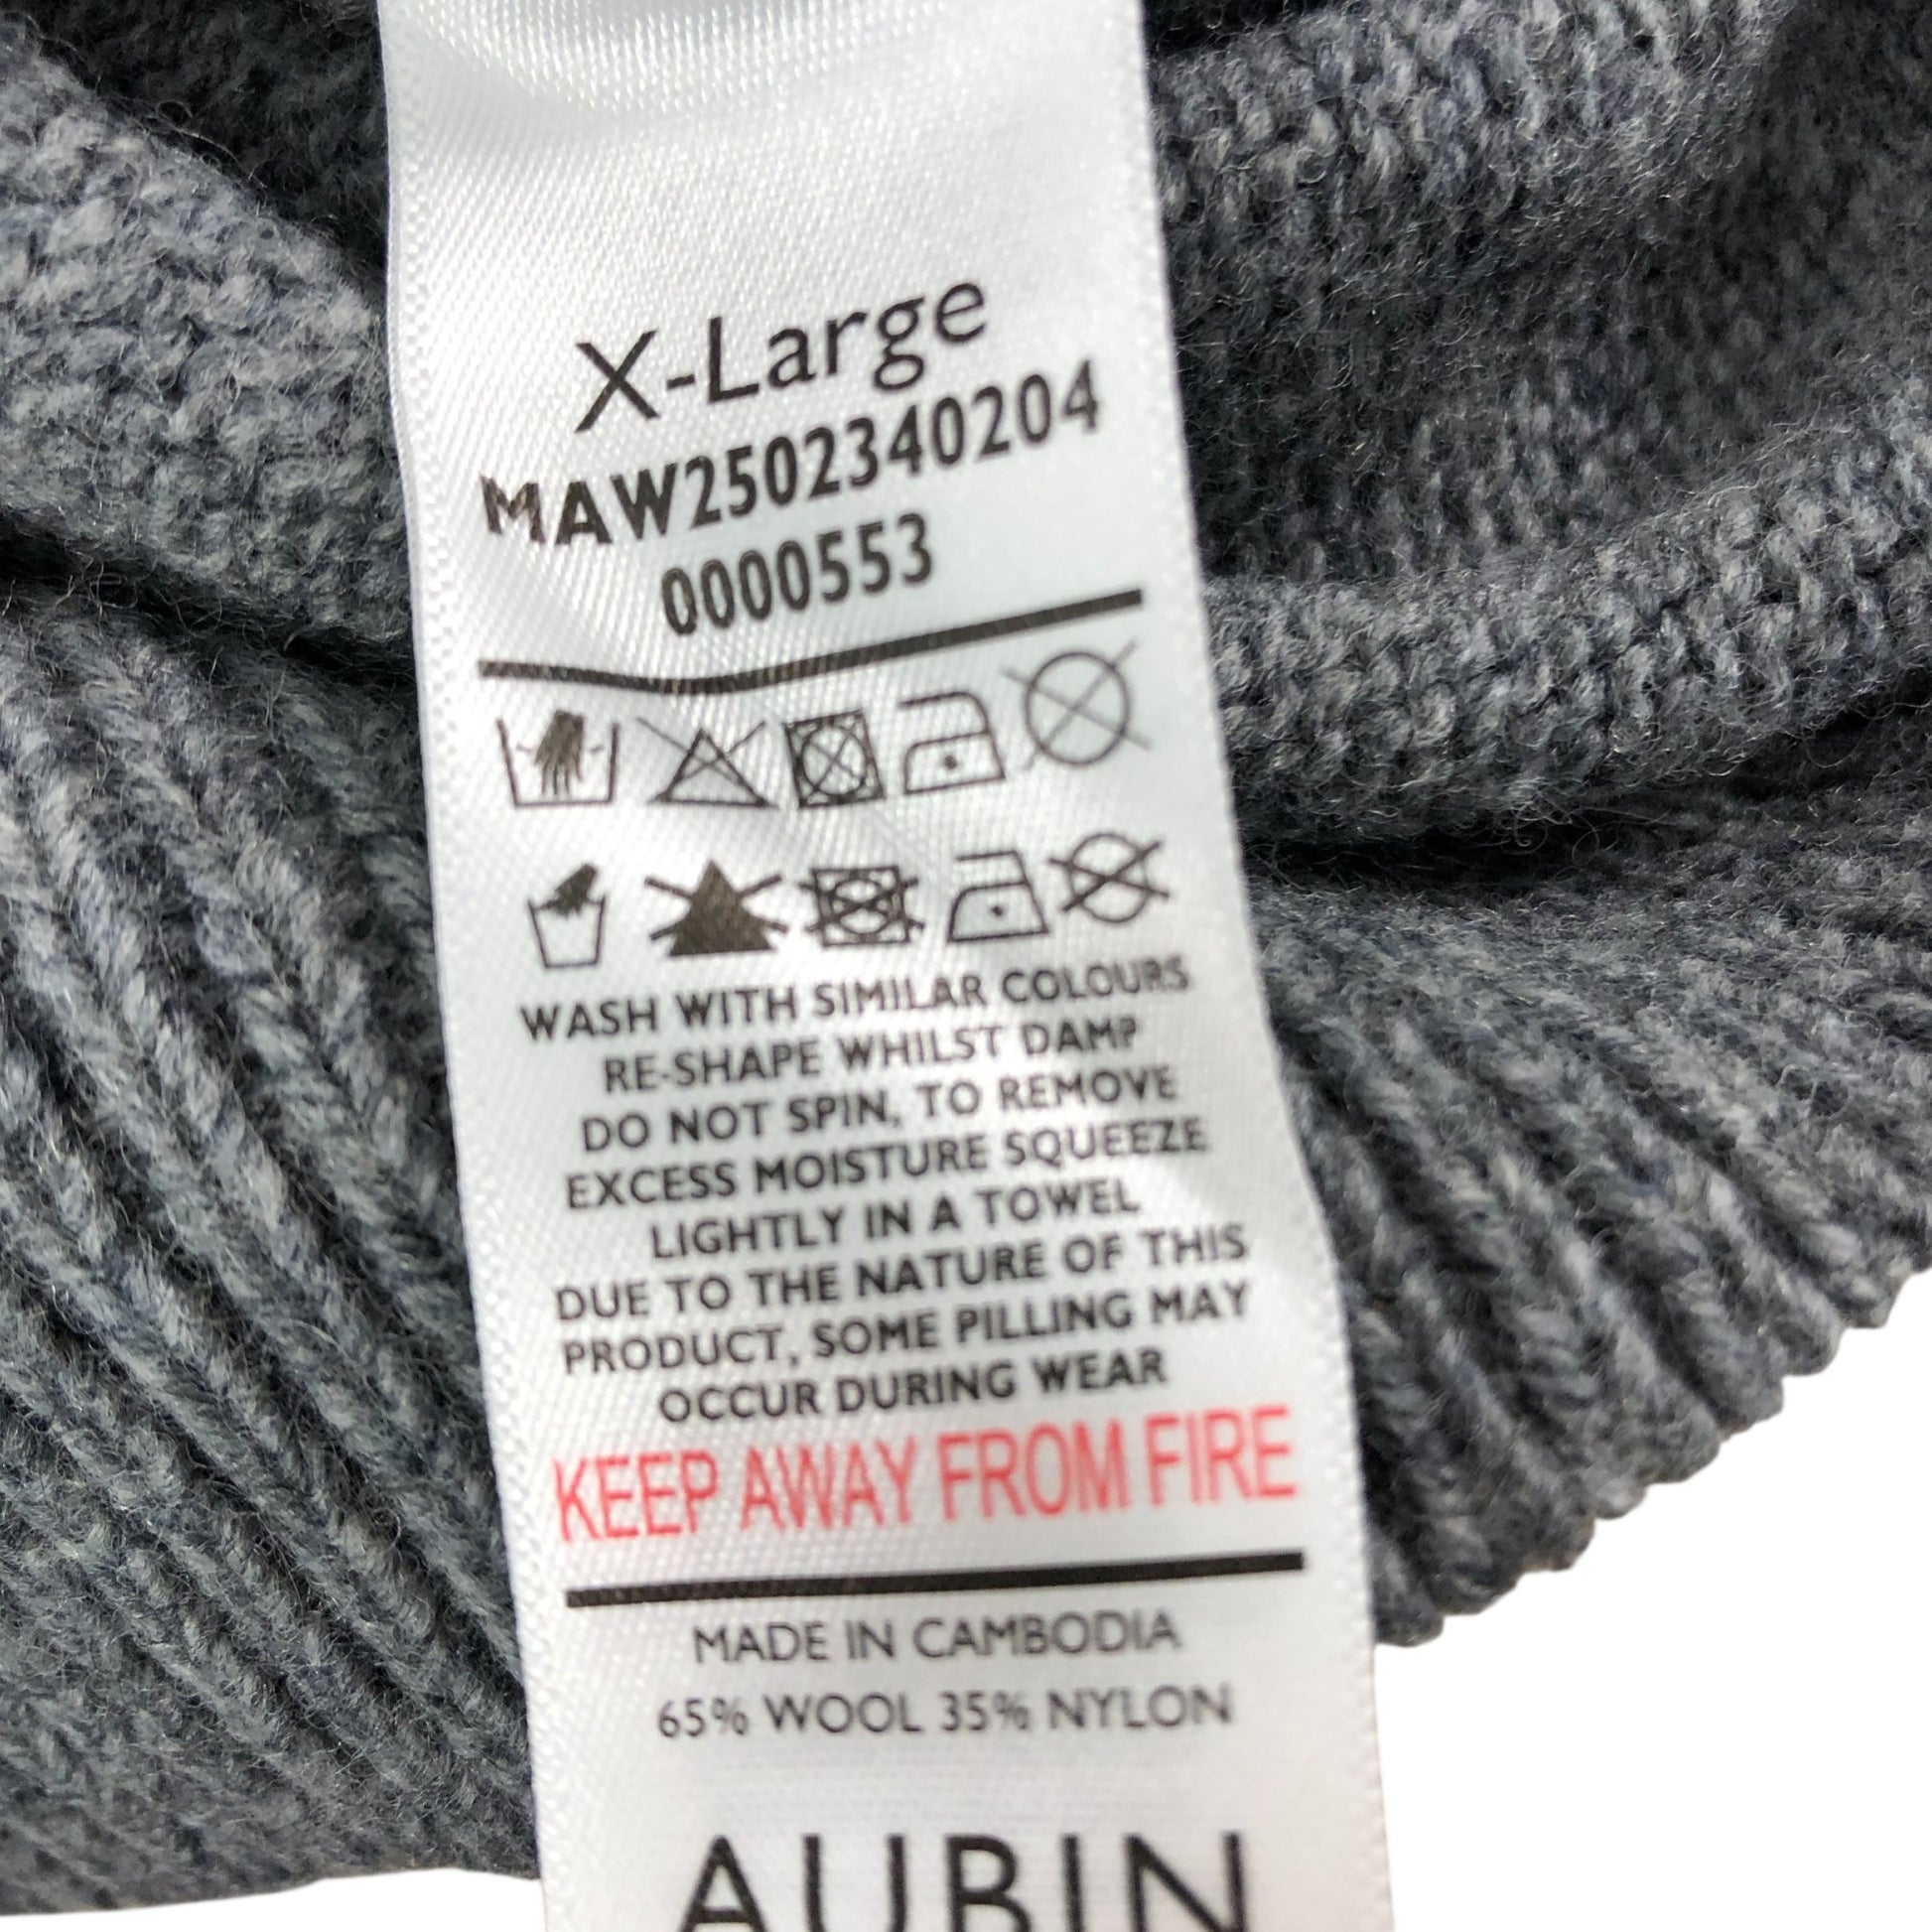 X-Large
MAW2502340204
0000553
WASH WITH SIMILAR COLOURS
RE-SHAPE WHILST DAMP
DO NOT SPIN, TO REMOVE
EXCESS MOISTURE SQUEEZE
LIGHTLY IN A TOWEL
DUE TO THE NATURE OF THIS
PRODUCT, SOME PILLING MAY
OCCUR DURING WEAR
KEEP AWAY FROM FIRE
MADE IN CAMBODIA
65% WOOL 35% NYLON
AUBIN